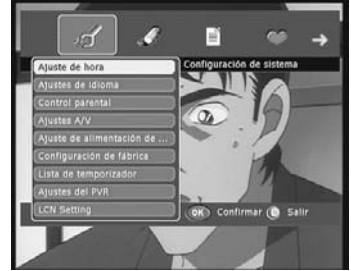 Ajuste de hora
Configuración de sistema
Ajustes de idioma
Control parental
Ajustes A/V
Ajuste de alimentación de ...
Configuración de fábrica
Lista de temporizador
Ajustes del PVR
LCN Setting
OK Confirmar Salir